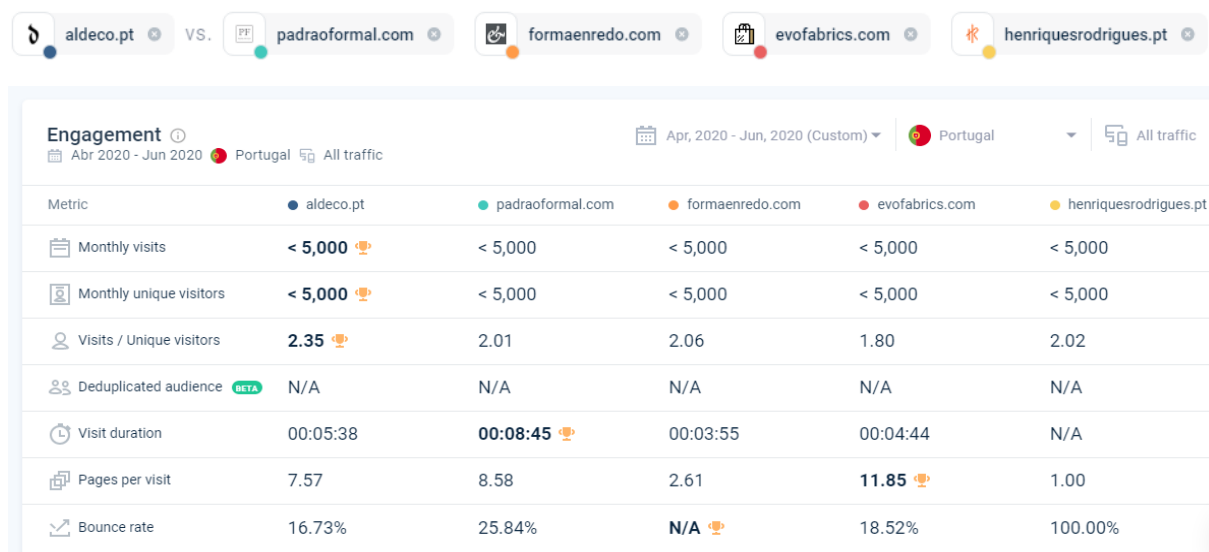 aldeco.pt VS. padraoformal.com formaenredo.com evofabrics.com henriquesrodrigues.pt
Engagement
Abr 2020 - Jun 2020 Portugal All traffic
Apr, 2020 - Jun, 2020 (Custom) Portugal All traffic
Metric aldeco.pt padraoformal.com formaenredo.com evofabrics.com henriquesrodrigues.pt
Monthly visits < 5,000 < 5,000 < 5,000 < 5,000 < 5,000
Monthly unique visitors < 5,000 < 5,000 < 5,000 < 5,000 < 5,000
Visits / Unique visitors 2.35 2.01 2.06 1.80 2.02
Deduplicated audience BETA N/A N/A N/A N/A N/A
Visit duration 00:05:38 00:08:45 00:03:55 00:04:44 N/A
Pages per visit 7.57 8.58 2.61 11.85 1.00
Bounce rate 16.73% 25.84% N/A 18.52% 100.00%